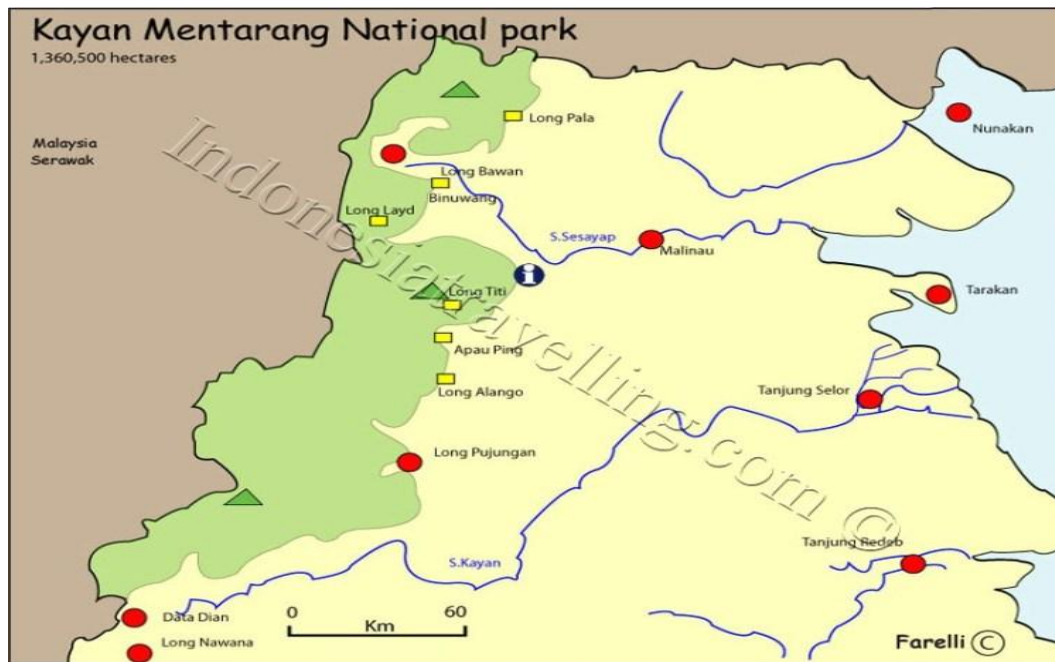 Kayan Mentarang National park
1,360,500 hectares
Malaysia
Serawak
Long Pala
Nunakan
Long Bawan
Binuwang
Long Layd
S.Sesayap
Malinau
i
Long Titi
Tarakan
Apau Ping
Long Alango
Tanjung Selor
Long Pujungan
Indonesiatravelling.com ©
Tanjung Redeb
S.Kayan
0 60
Km
Data Dian
Long Nawana
Farelli ©